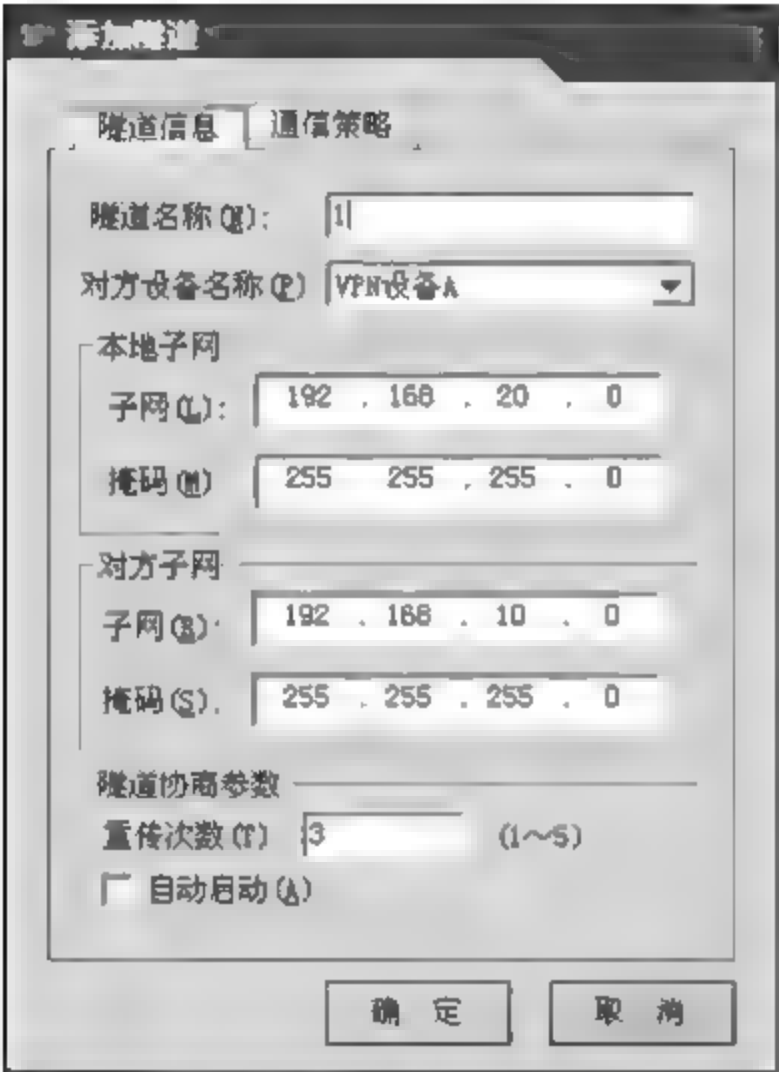 添加隧道
隧道信息 通信策略
隧道名称(N): 1
对方设备名称(P) VPN设备A
本地子网
子网(L): 192 . 168 . 20 . 0
掩码(M) 255 255 . 255 . 0
对方子网
子网(R): 192 . 168 . 10 . 0
掩码(S). 255 . 255 . 255 . 0
隧道协商参数
重传次数(T) 3 (1～5)
自动启动(A)
确 定 取 消